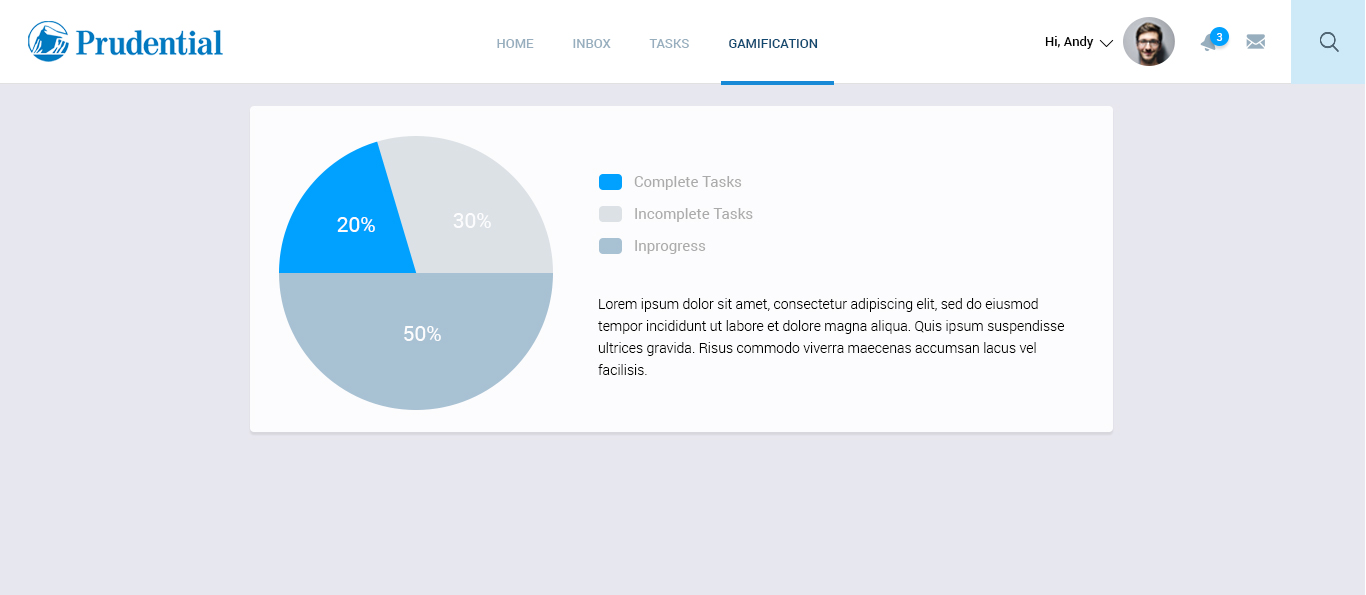 Prudential
HOME INBOX TASKS GAMIFICATION
Hi, Andy
3
20%
30%
50%
Complete Tasks
Incomplete Tasks
Inprogress
Lorem ipsum dolor sit amet, consectetur adipiscing elit, sed do eiusmod
tempor incididunt ut labore et dolore magna aliqua. Quis ipsum suspendisse
ultrices gravida. Risus commodo viverra maecenas accumsan lacus vel
facilisis.